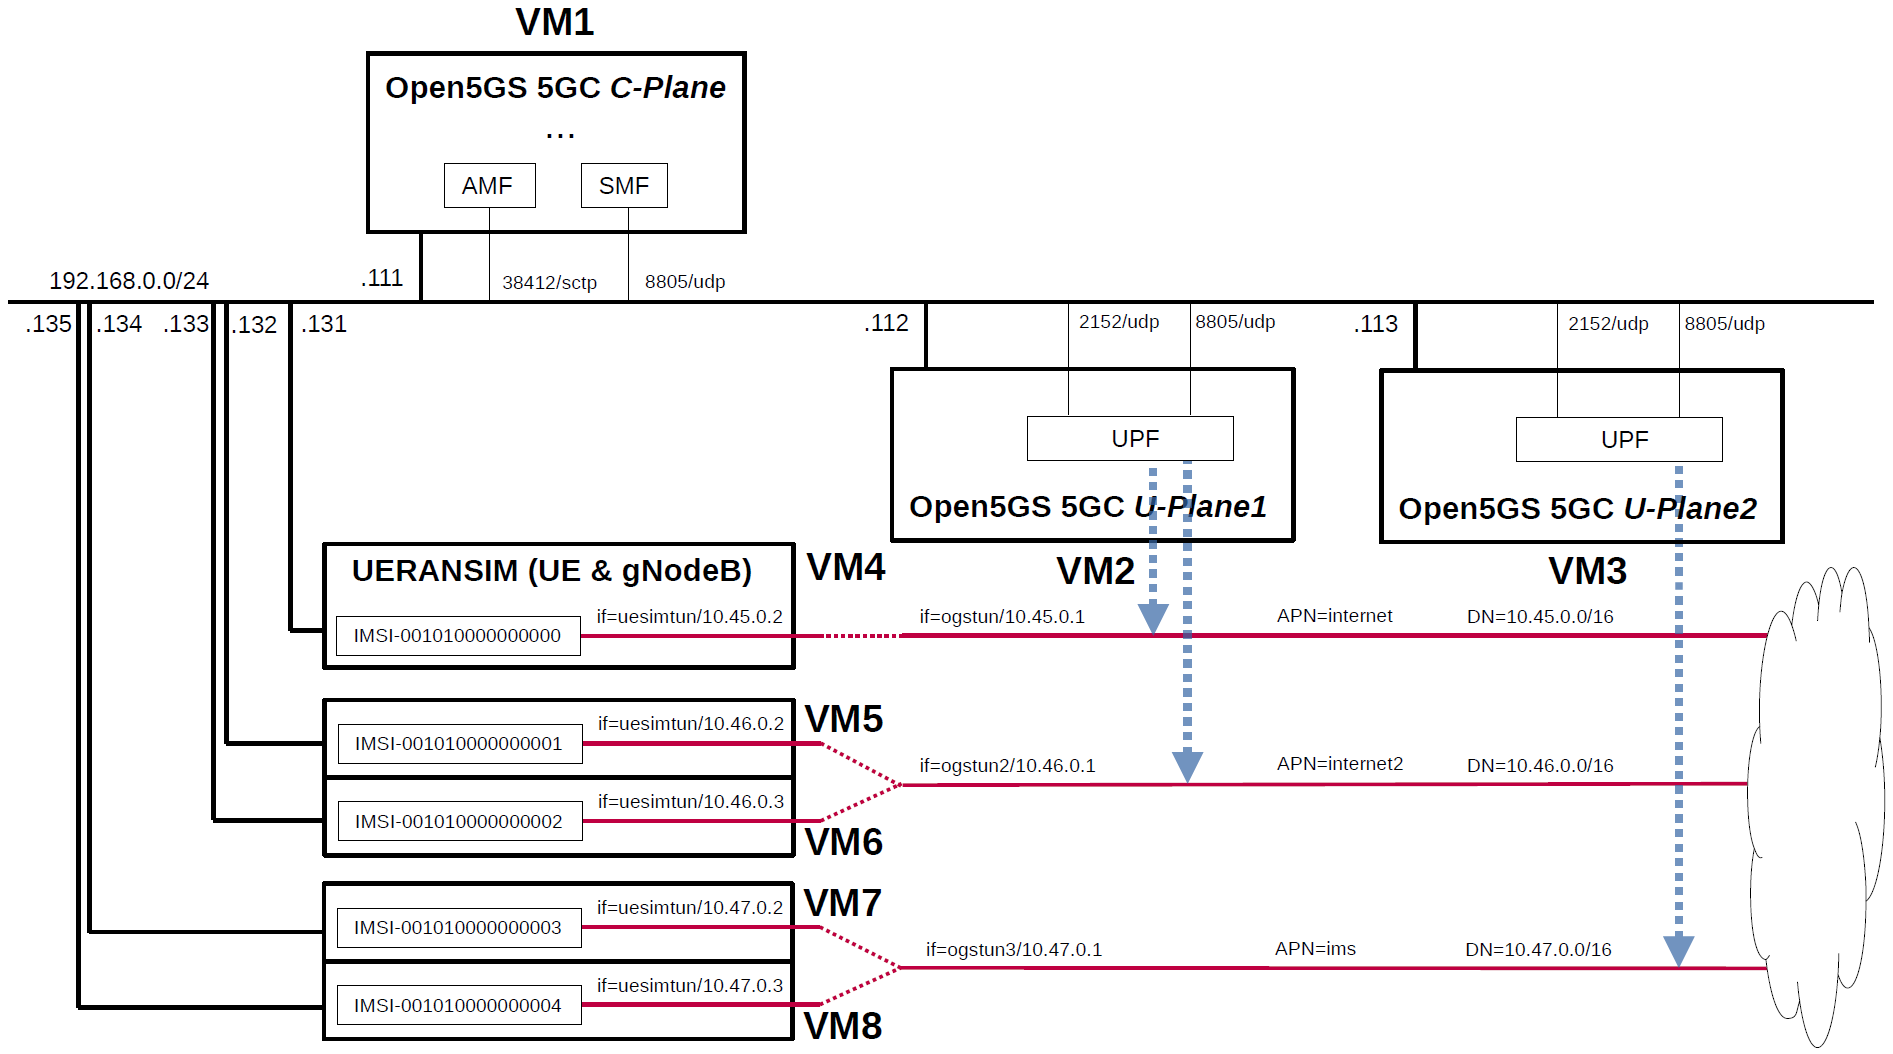 VM1
Open5GS 5GC C-Plane
...
AMF
SMF
192.168.0.0/24
.111
38412/sctp
8805/udp
.135
.134
.133
.132
.131
.112
2152/udp
8805/udp
.113
2152/udp
8805/udp
UPF
UPF
Open5GS 5GC U-Plane1
Open5GS 5GC U-Plane2
VM2
VM3
UERANSIM (UE & gNodeB)
VM4
IMSI-001010000000000
if=uesimtun/10.45.0.2
if=ogstun/10.45.0.1
APN=internet
DN=10.45.0.0/16
VM5
IMSI-001010000000001
if=uesimtun/10.46.0.2
if=ogstun2/10.46.0.1
APN=internet2
DN=10.46.0.0/16
IMSI-001010000000002
if=uesimtun/10.46.0.3
VM6
VM7
IMSI-001010000000003
if=uesimtun/10.47.0.2
if=ogstun3/10.47.0.1
APN=ims
DN=10.47.0.0/16
IMSI-001010000000004
if=uesimtun/10.47.0.3
VM8